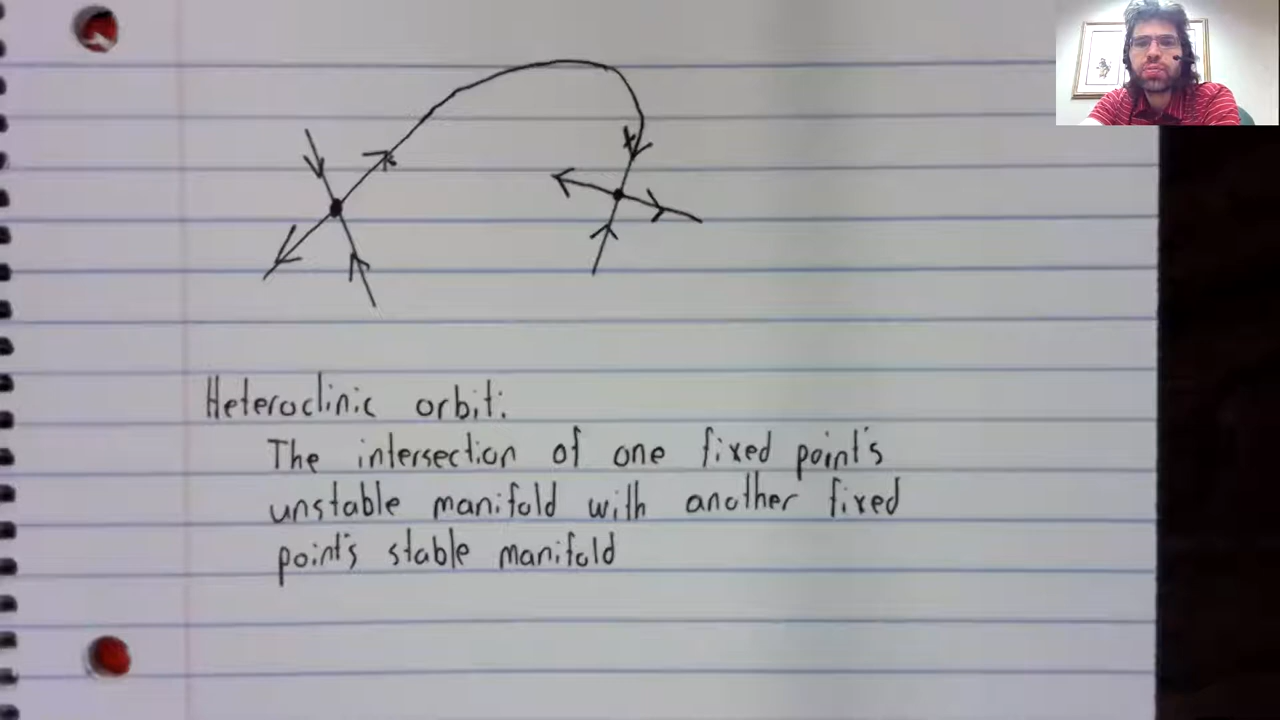 Heteroclinic orbit:
The intersection of one fixed point's
unstable manifold with another fixed
point's stable manifold